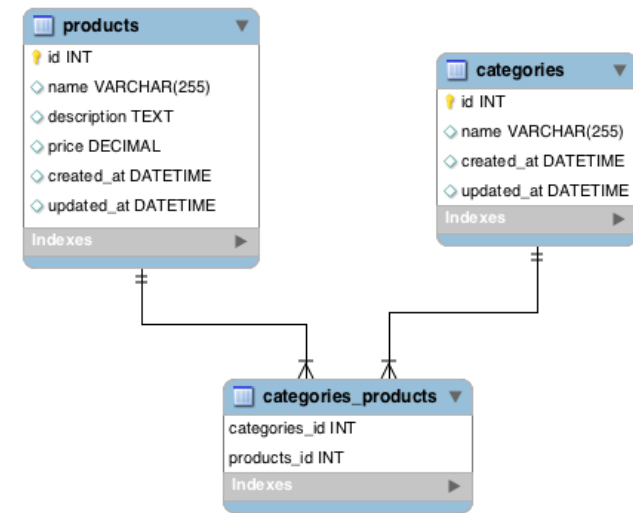 products
id INT
name VARCHAR(255)
description TEXT
price DECIMAL
created_at DATETIME
updated_at DATETIME
Indexes
categories
id INT
name VARCHAR(255)
created_at DATETIME
updated_at DATETIME
Indexes
categories_products
categories_id INT
products_id INT
Indexes